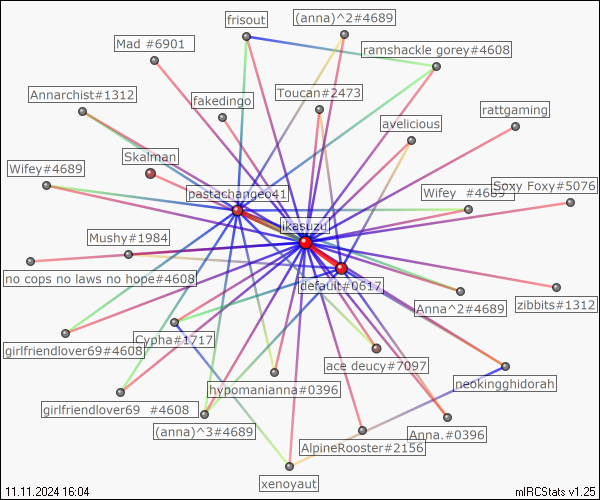 frisout
(anna)^2#4689
Mad #6901
ramshackle gorey#4608
Annarchist#1312
fakedingo
Toucan#2473
rattgaming
avelicious
Skalman
Wifey#4689
pastachangeo41
Wifey #4689
Soxy Foxy#5076
ikasuzu
Mushy#1984
no cops no laws no hope#4608
default#0617
Anna^2#4689
zibbits#1312
girlfriendlover69#4608
Cypha#1717
ace deucy#7097
hypomanianna#0396
neokingghidorah
girlfriendlover69 #4608
(anna)^3#4689
Anna.#0396
AlpineRooster#2156
xenoyaut
11.11.2024 16:04
mIRCStats v1.25